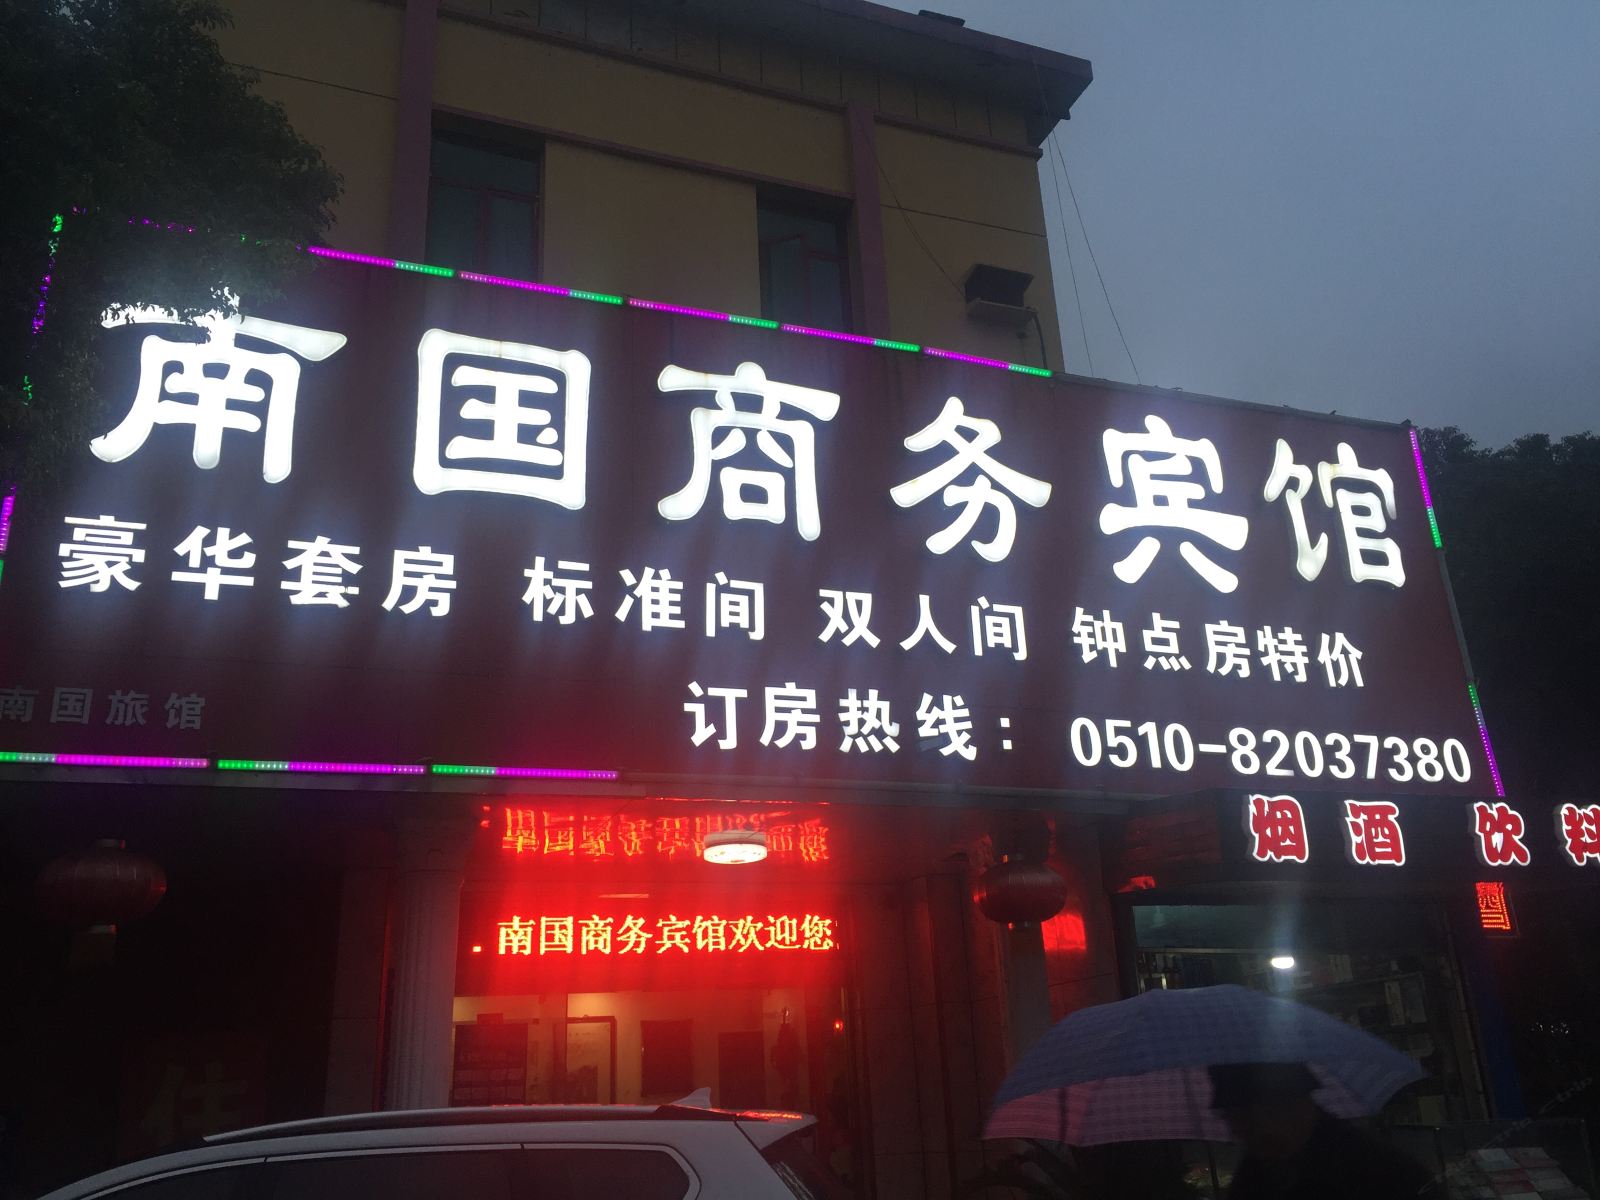 南国商务宾馆
豪华套房 标准间 双人间 钟点房特价
南国旅馆
订房热线：0510-82037380
烟酒 饮料
南国商务宾馆欢迎您
住